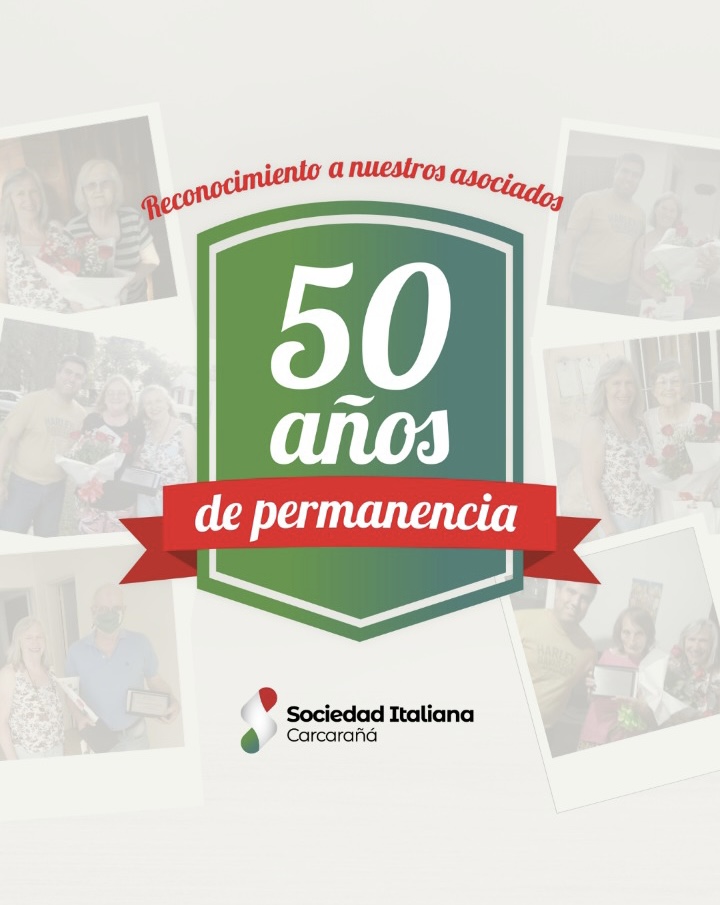 Reconocimiento a nuestros asociados
50
años
de permanencia
Sociedad Italiana
Carcarañá